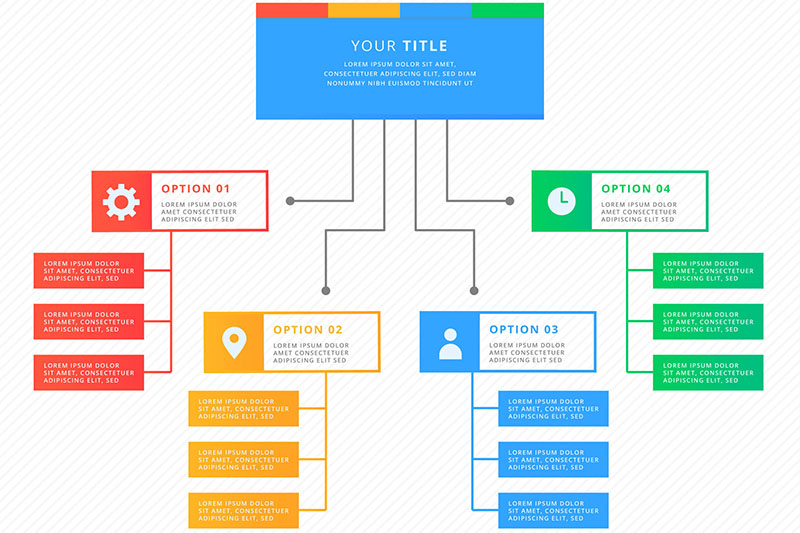 YOUR TITLE
LOREM IPSUM DOLOR SIT AMET,
CONSECTETUER ADIPISCING ELIT, SED DIAM
NONUMMY NIBH EUISMOD TINCIDUNT UT
OPTION 01
LOREM IPSUM DOLOR
AMET CONSECTETUER
ADIPISCING ELIT SED
LOREM IPSUM DOLOR
SIT AMET, CONSECTETUER
ADIPISCING ELIT, SED
LOREM IPSUM DOLOR
SIT AMET, CONSECTETUER
ADIPISCING ELIT, SED
LOREM IPSUM DOLOR
SIT AMET, CONSECTETUER
ADIPISCING ELIT, SED
OPTION 02
LOREM IPSUM DOLOR
AMET CONSECTETUER
ADIPISCING ELIT SED
LOREM IPSUM DOLOR
SIT AMET, CONSECTETUER
ADIPISCING ELIT, SED
LOREM IPSUM DOLOR
SIT AMET, CONSECTETUER
ADIPISCING ELIT, SED
LOREM IPSUM DOLOR
SIT AMET, CONSECTETUER
ADIPISCING ELIT, SED
OPTION 03
LOREM IPSUM DOLOR
AMET CONSECTETUER
ADIPISCING ELIT SED
LOREM IPSUM DOLOR
SIT AMET, CONSECTETUER
ADIPISCING ELIT, SED
LOREM IPSUM DOLOR
SIT AMET, CONSECTETUER
ADIPISCING ELIT, SED
LOREM IPSUM DOLOR
SIT AMET, CONSECTETUER
ADIPISCING ELIT, SED
OPTION 04
LOREM IPSUM DOLOR
AMET CONSECTETUER
ADIPISCING ELIT SED
LOREM IPSUM DOLOR
SIT AMET, CONSECTETUER
ADIPISCING ELIT, SED
LOREM IPSUM DOLOR
SIT AMET, CONSECTETUER
ADIPISCING ELIT, SED
LOREM IPSUM DOLOR
SIT AMET, CONSECTETUER
ADIPISCING ELIT, SED